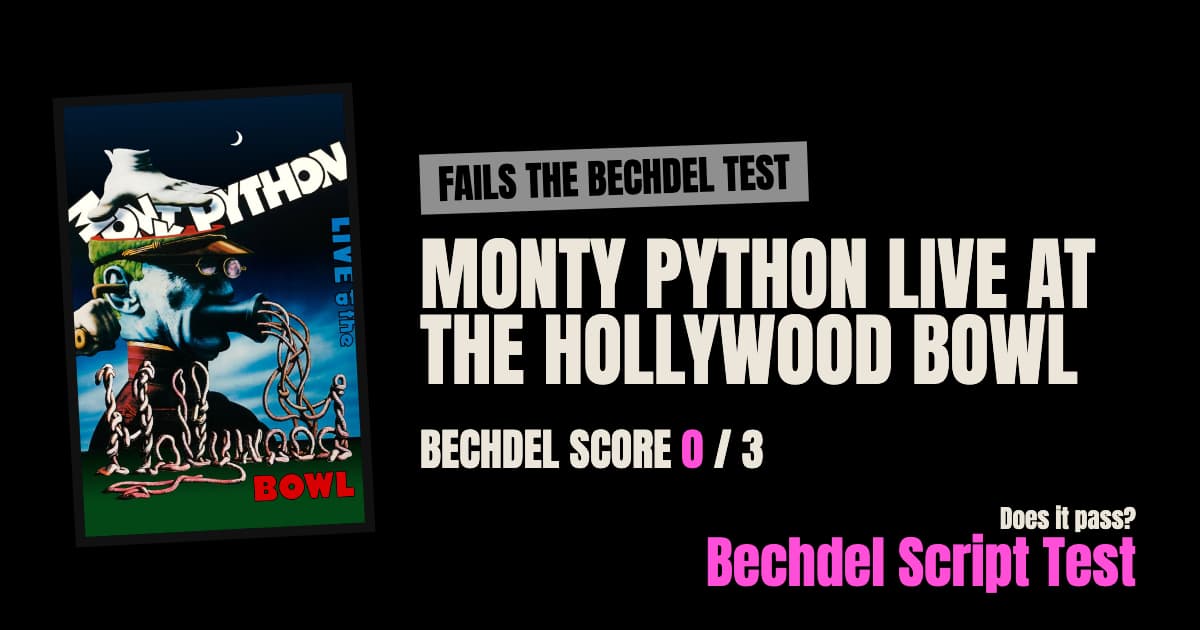 MONTY PYTHON
LIVE at the
Hollywood
BOWL
FAILS THE BECHDEL TEST
MONTY PYTHON LIVE AT
THE HOLLYWOOD BOWL
BECHDEL SCORE 0 / 3
Does it pass?
Bechdel Script Test